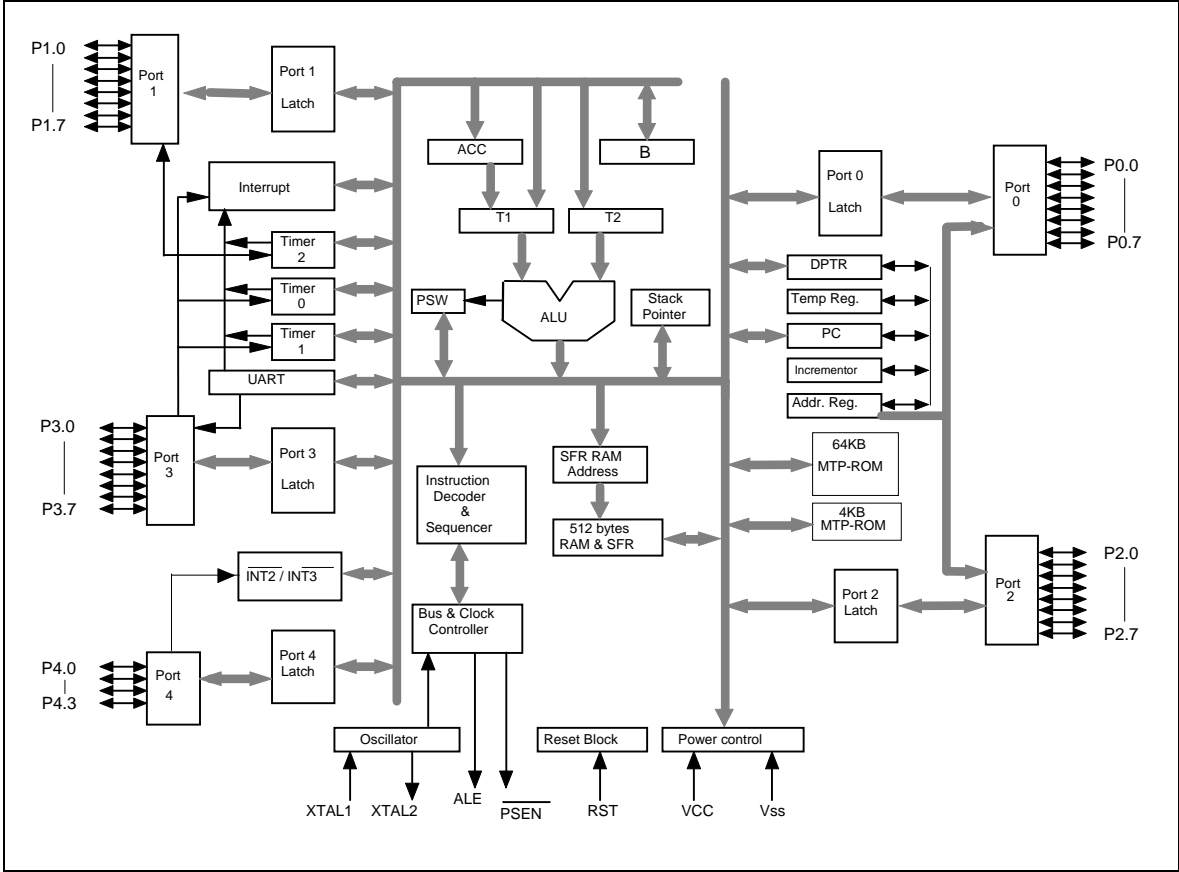 P1.0
P1.7
Port
1
Port 1
Latch
Interrupt
Timer
2
Timer
0
Timer
1
UART
P3.0
P3.7
Port
3
Port 3
Latch
INT2 / INT3
P4.0
P4.3
Port
4
Port 4
Latch
ACC
B
T1
T2
PSW
ALU
Stack
Pointer
Instruction
Decoder
&
Sequencer
SFR RAM
Address
512 bytes
RAM & SFR
Bus & Clock
Controller
Oscillator
Reset Block
Power control
XTAL1
XTAL2
ALE
PSEN
RST
VCC
Vss
Port 0
Latch
Port
0
P0.0
P0.7
DPTR
Temp Reg.
PC
Incrementor
Addr. Reg.
64KB
MTP-ROM
4KB
MTP-ROM
Port 2
Latch
Port
2
P2.0
P2.7